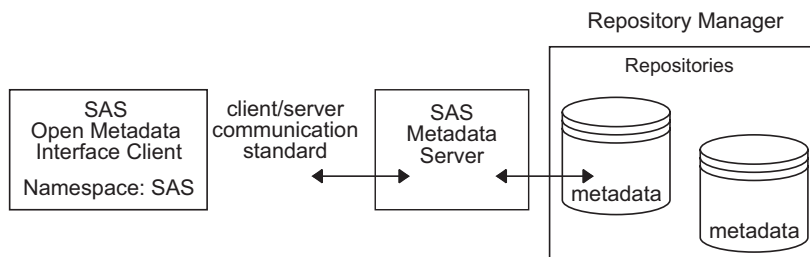 Repository Manager
Repositories
SAS
Open Metadata
Interface Client
Namespace: SAS
client/server
communication
standard
SAS
Metadata
Server
metadata
metadata